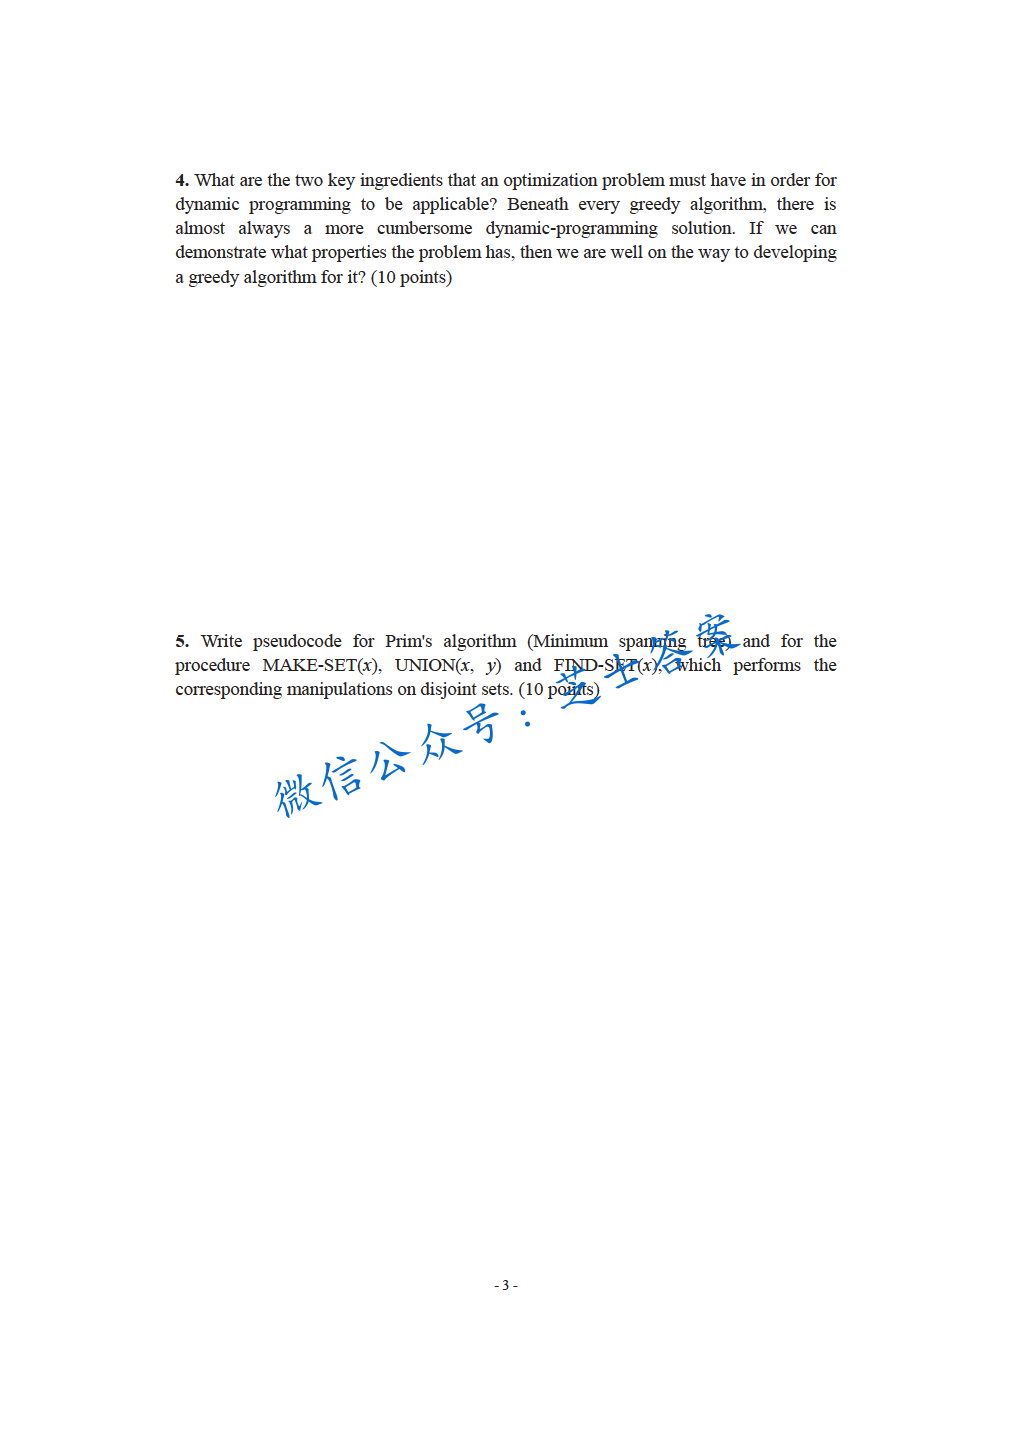 4. What are the two key ingredients that an optimization problem must have in order for
dynamic programming to be applicable? Beneath every greedy algorithm, there is
almost always a more cumbersome dynamic-programming solution. If we can
demonstrate what properties the problem has, then we are well on the way to developing
a greedy algorithm for it? (10 points)
5. Write pseudocode for Prim's algorithm (Minimum spanning tree) and for the
procedure MAKE-SET(x), UNION(x, y) and FIND-SET(x), which performs the
corresponding manipulations on disjoint sets. (10 points)
微信公众号：芝士答案
- 3 -